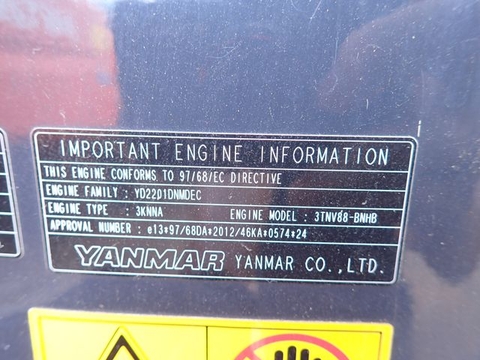 IMPORTANT ENGINE INFORMATION
THIS ENGINE CONFORMS TO 97/68/EC DIRECTIVE
ENGINE FAMILY : YD2201DNMDEC
ENGINE TYPE : 3KNNA ENGINE MODEL : 3TNV88-BNHB
APPROVAL NUMBER : e13*97/68DA*2012/46KA*0574*24
YANMAR YANMAR CO.,LTD.